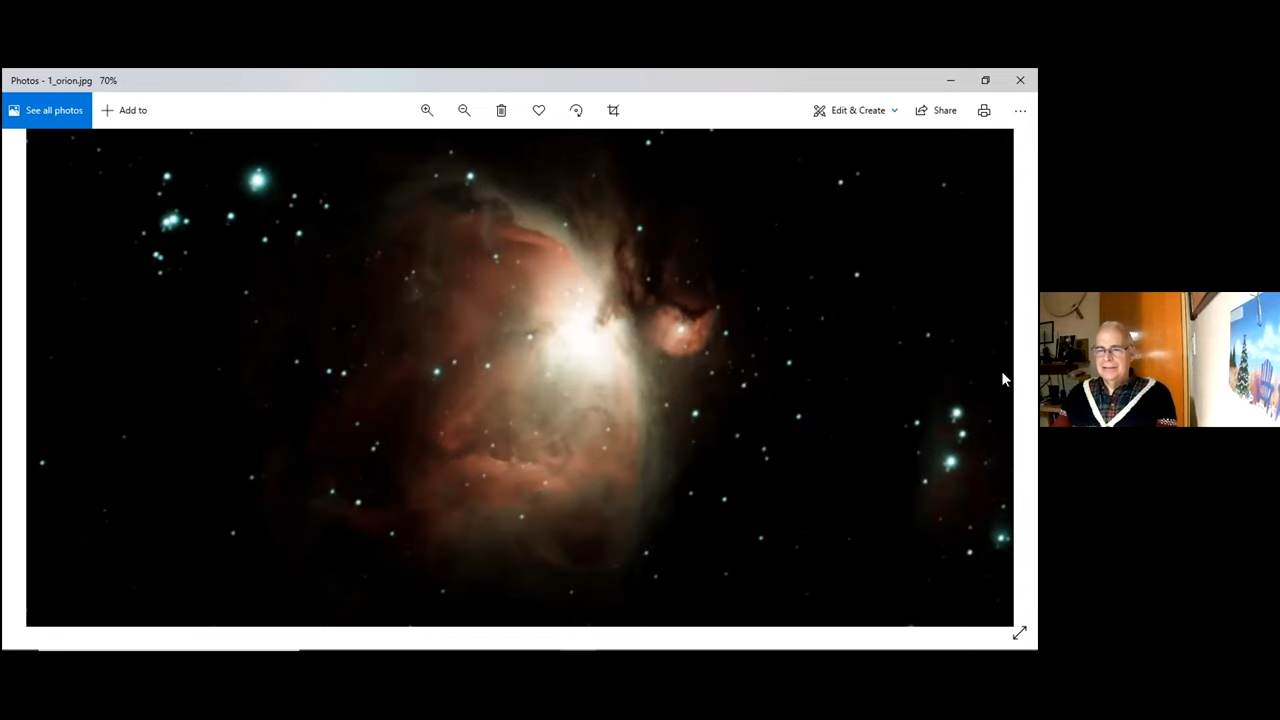 Photos - 1_orion.jpg 70%
See all photos
Add to
Edit & Create
Share